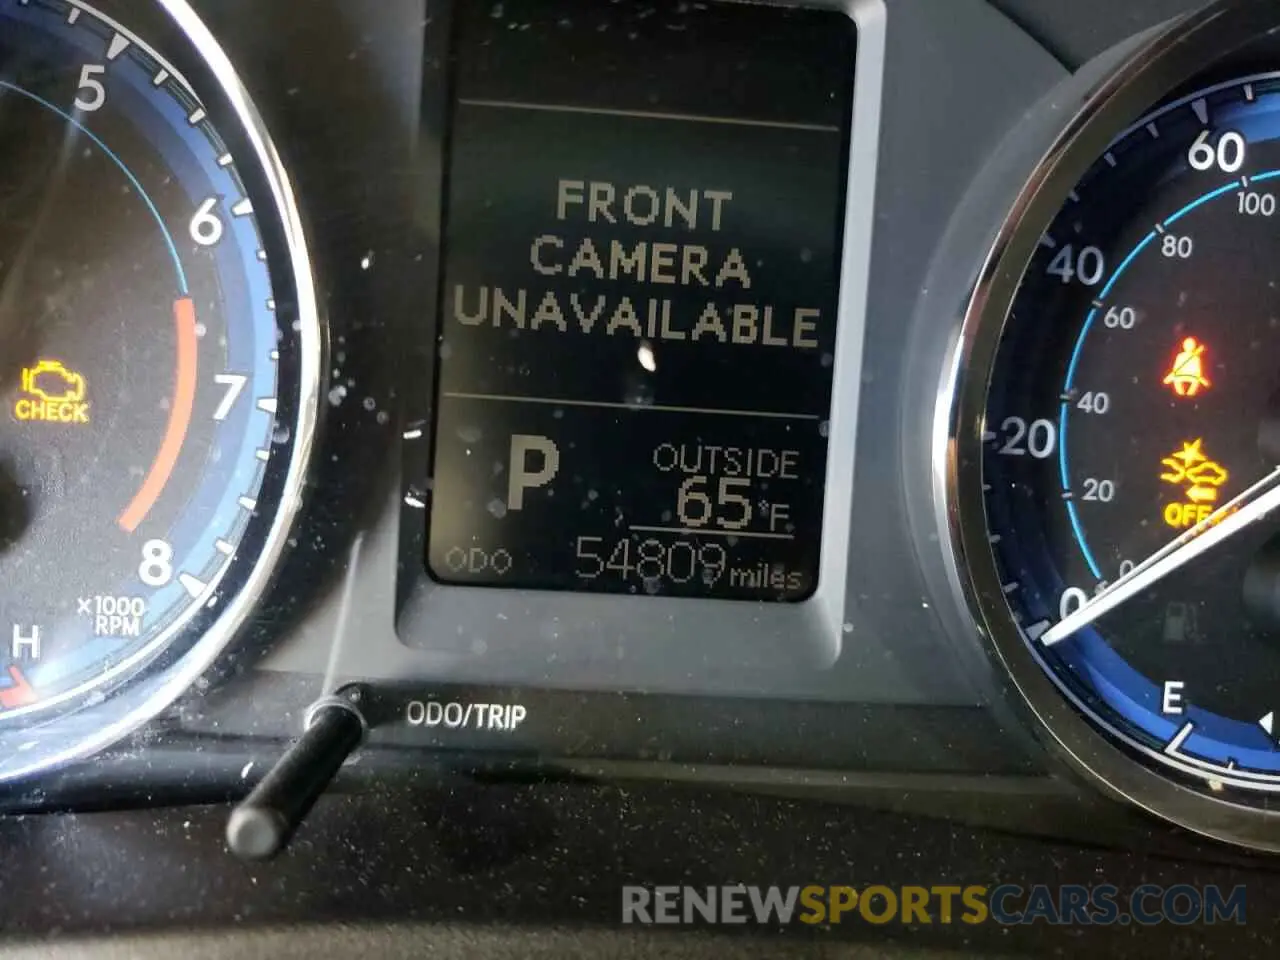 5
6
7
8
x1000
RPM
H
CHECK
FRONT
CAMERA
UNAVAILABLE
P
OUTSIDE
65°F
ODO 54809 miles
ODO/TRIP
60
40
20
0
100
80
60
40
20
0
OFF
E
RENEWSPORTSCARS.COM